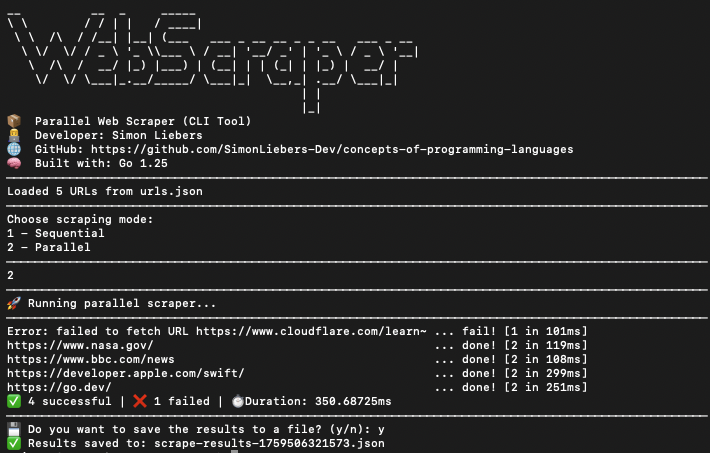 WebScraper
📦 Parallel Web Scraper (CLI Tool)
👨‍💻 Developer: Simon Liebers
🌐 GitHub: https://github.com/SimonLiebers-Dev/concepts-of-programming-languages
🧠 Built with: Go 1.25
Loaded 5 URLs from urls.json
Choose scraping mode:
1 - Sequential
2 - Parallel
2
🚀 Running parallel scraper...
Error: failed to fetch URL https://www.cloudflare.com/learn~ ... fail! [1 in 101ms]
https://www.nasa.gov/ ... done! [2 in 119ms]
https://www.bbc.com/news ... done! [2 in 108ms]
https://developer.apple.com/swift/ ... done! [2 in 299ms]
https://go.dev/ ... done! [2 in 251ms]
✅ 4 successful | ❌ 1 failed | ⏱Duration: 350.68725ms
💾 Do you want to save the results to a file? (y/n): y
✅ Results saved to: scrape-results-1759506321573.json